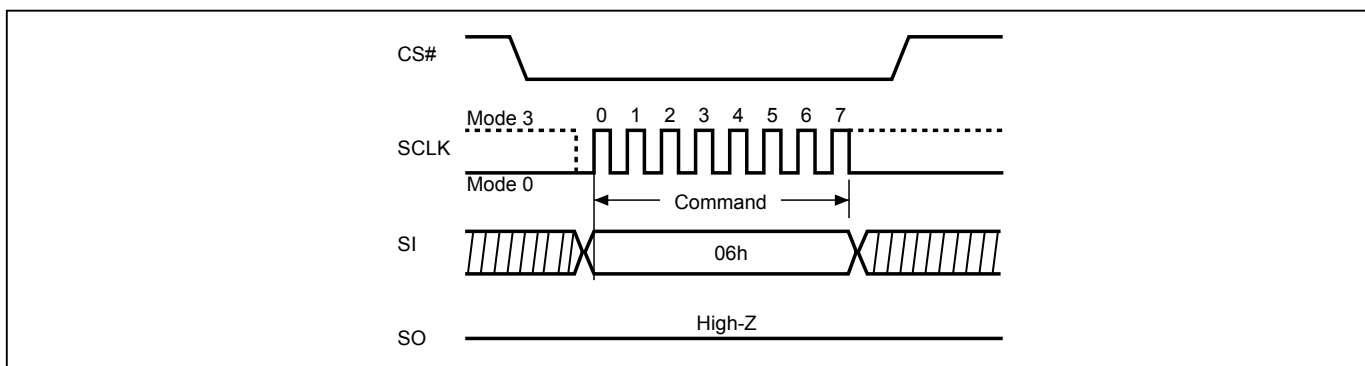 CS#
Mode 3 0 1 2 3 4 5 6 7
SCLK
Mode 0
Command
SI 06h
High-Z
SO